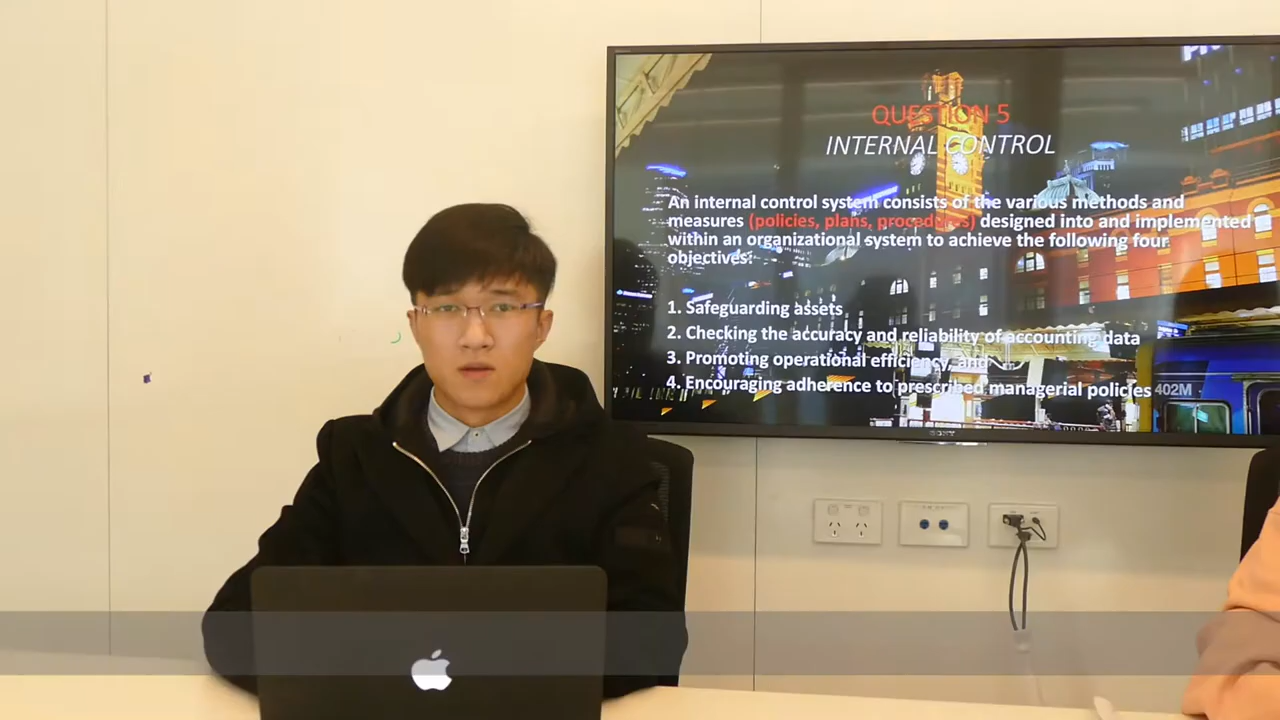 QUESTION 5
INTERNAL CONTROL
An internal control system consists of the various methods and
measures (policies, plans, procedures) designed into and implemented
within an organizational system to achieve the following four
objectives:
1. Safeguarding assets
2. Checking the accuracy and reliability of accounting data
3. Promoting operational efficiency, and
4. Encouraging adherence to prescribed managerial policies
402M
SONY